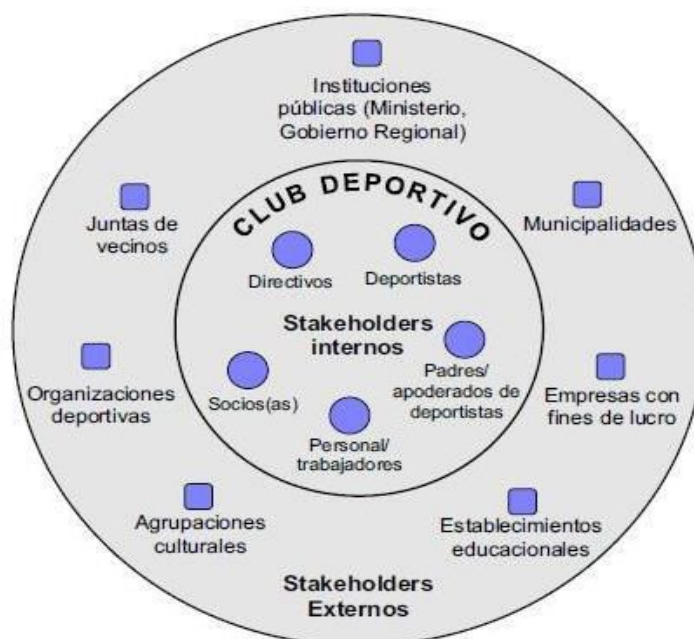 Instituciones
públicas (Ministerio,
Gobierno Regional)
Juntas de
vecinos
Municipalidades
CLUB DEPORTIVO
Directivos
Deportistas
Stakeholders
internos
Organizaciones
deportivas
Socios(as)
Padres/
apoderados de
deportistas
Empresas con
fines de lucro
Personal/
trabajadores
Agrupaciones
culturales
Establecimientos
educacionales
Stakeholders
Externos